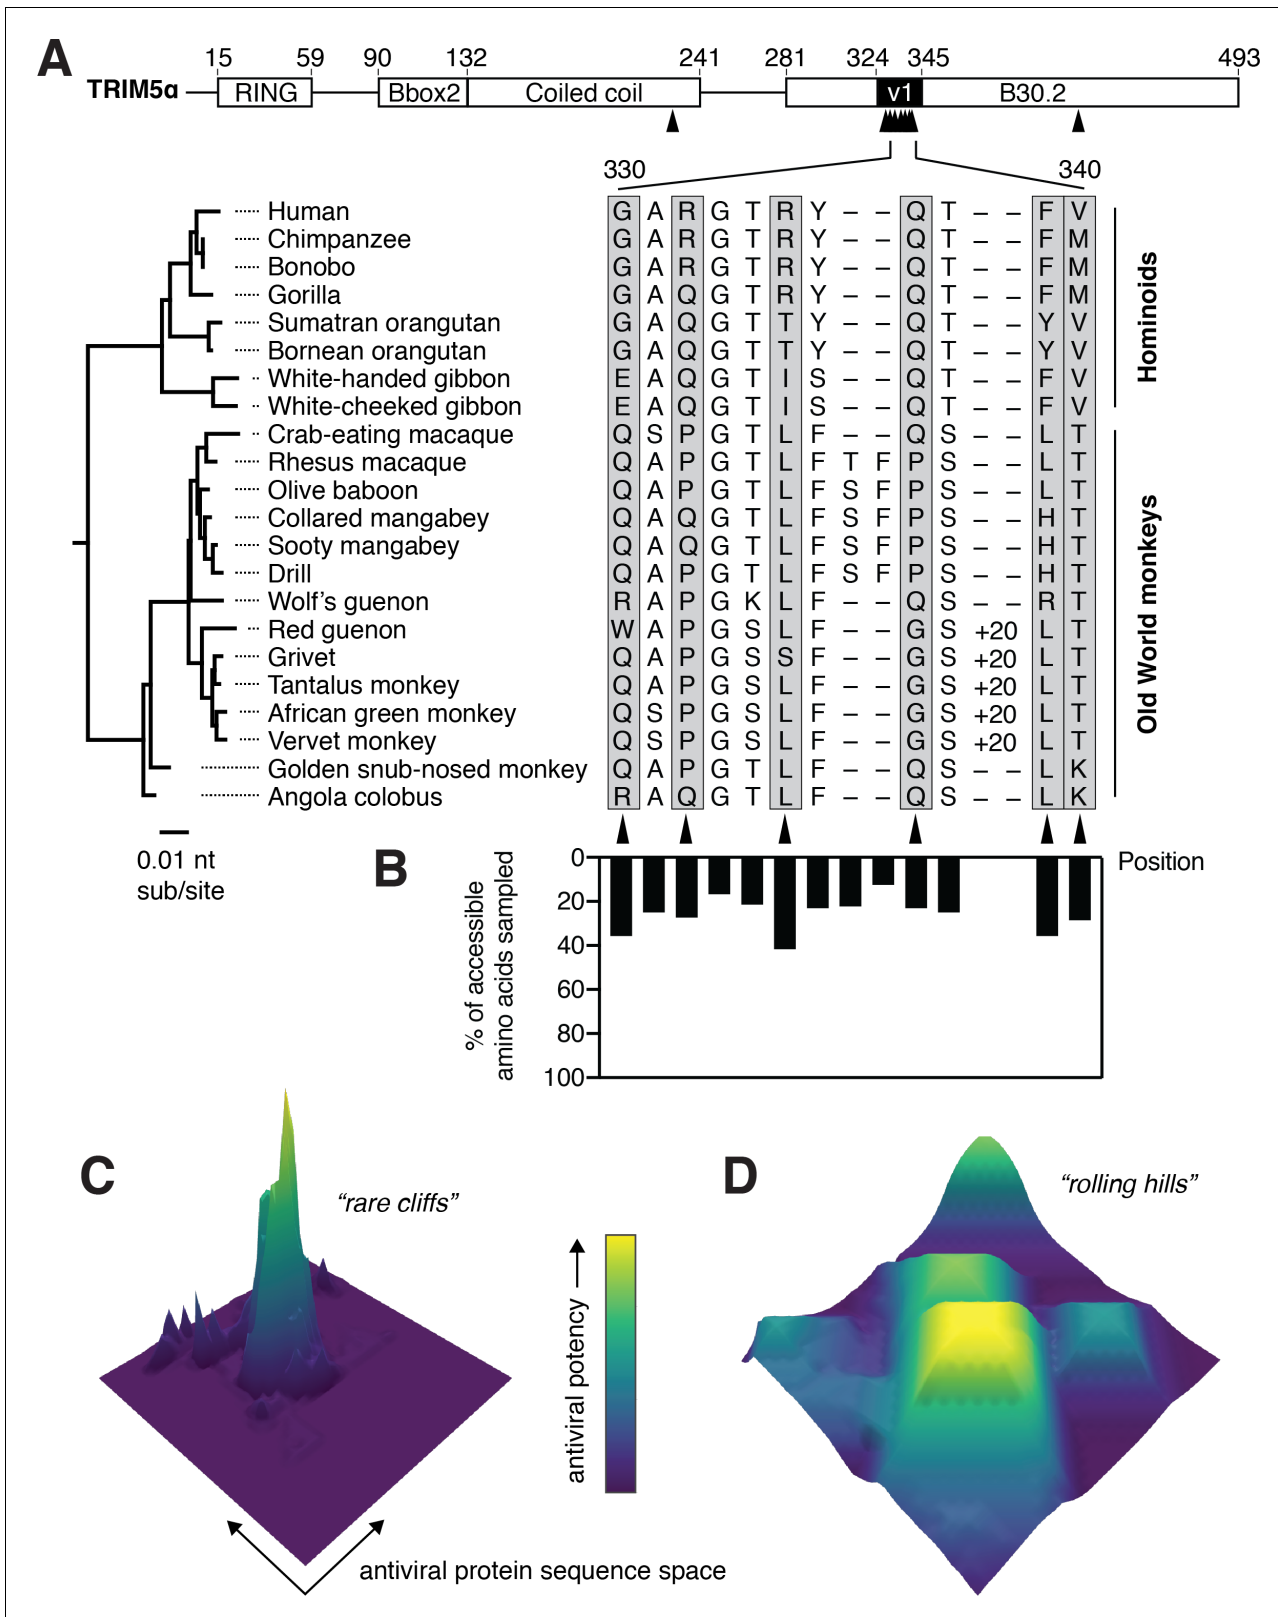 A
15 59 90 132 241 281 324 345 493
TRIM5α RING Bbox2 Coiled coil v1 B30.2
330 340
Human G A R G T R Y – – Q T – – F V
Chimpanzee G A R G T R Y – – Q T – – F M
Bonobo G A R G T R Y – – Q T – – F M
Gorilla G A Q G T R Y – – Q T – – F M
Sumatran orangutan G A Q G T T Y – – Q T – – Y V
Bornean orangutan G A Q G T T Y – – Q T – – Y V
White-handed gibbon E A Q G T I S – – Q T – – F V
White-cheeked gibbon E A Q G T I S – – Q T – – F V
Hominoids
Crab-eating macaque Q S P G T L F – – Q S – – L T
Rhesus macaque Q A P G T L F T F P S – – L T
Olive baboon Q A P G T L F S F P S – – L T
Collared mangabey Q A Q G T L F S F P S – – H T
Sooty mangabey Q A Q G T L F S F P S – – H T
Drill Q A P G T L F S F P S – – H T
Wolf’s guenon R A P G K L F – – Q S – – R T
Red guenon W A P G S L F – – G S +20 L T
Grivet Q A P G S S F – – G S +20 L T
Tantalus monkey Q A P G S L F – – G S +20 L T
African green monkey Q S P G S L F – – G S +20 L T
Vervet monkey Q S P G S L F – – G S +20 L T
Golden snub-nosed monkey Q A P G T L F – – Q S – – L K
Angola colobus R A Q G T L F – – Q S – – L K
Old World monkeys
0.01 nt
sub/site
B
% of accessible
amino acids sampled
0
20
40
60
80
100
Position
C
“rare cliffs”
antiviral potency
antiviral protein sequence space
D
“rolling hills”